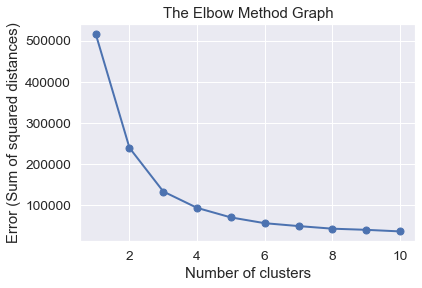 The Elbow Method Graph
Error (Sum of squared distances)
500000
400000
300000
200000
100000
2 4 6 8 10
Number of clusters